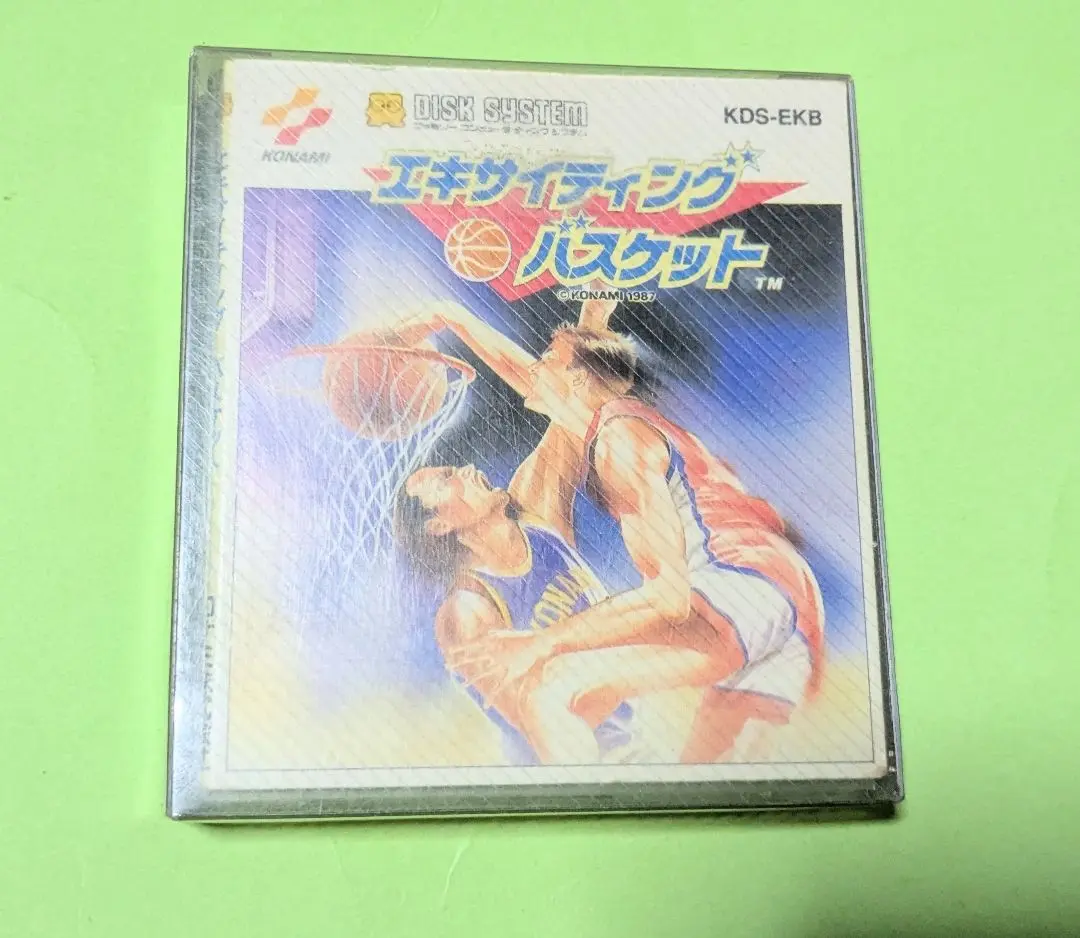 KONAMI
DISK SYSTEM
KDS-EKB
エキサイティング
バスケット
TM
©KONAMI 1987
KONA